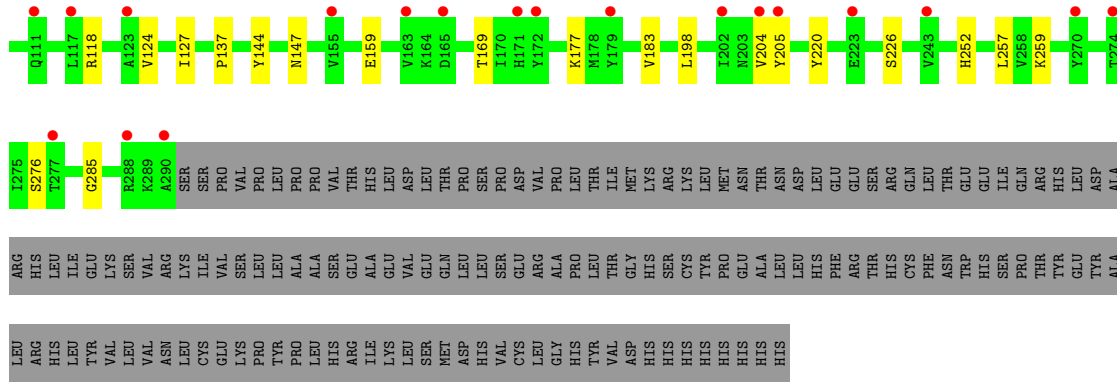 Q11 L117 R118 A123 V124 I127 P137 Y144 N147 V155 E159 V163 K164 D165 T169 I170 H171 Y172 K177 M178 Y179 V183 L198 I202 N203 V204 Y205 Y220 E223 S226 V243 H252 L257 V258 K259 Y270 T274
I275 S276 T277 G285 R288 K289 A290 SER SER PRO VAL PRO LEU PRO PRO VAL THR HIS LEU ASP LEU THR PRO SER PRO ASP VAL PRO LEU THR ILE MET LYS ARG LYS LEU MET ASN THR ASN ASP LEU GLU GLU SER ARG GLN LEU THR GLU GLU ILE GLN ARG HIS LEU ASP ALA
ARG HIS LEU ILE GLU LYS SER VAL ARG LYS ILE VAL SER LEU LEU ALA ALA SER GLU ALA GLU VAL GLU GLN LEU LEU SER GLU ARG ALA PRO LEU THR GLY HIS SER CYS TYR PRO GLU ALA LEU LEU HIS PHE ARG THR HIS CYS PHE ASN TRP HIS SER PRO THR TYR GLU TYR ALA
LEU ARG HIS LEU TYR VAL LEU VAL ASN LEU CYS GLU LYS PRO TYR PRO LEU HIS ARG ILE LYS LEU SER MET ASP HIS VAL CYS LEU GLY HIS TYR VAL ASP HIS HIS HIS HIS HIS HIS HIS HIS